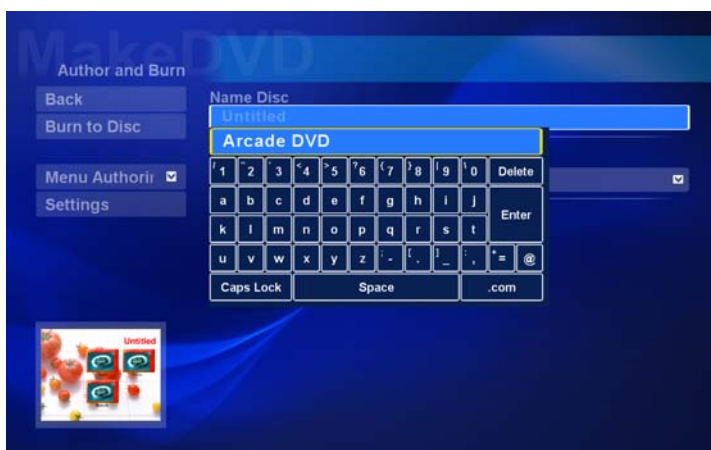 MakeDVD
Author and Burn
Back
Burn to Disc
Menu Authorir
Settings
Name Disc
Untitled
Arcade DVD
1 2 3 < 4 > 5 ? 6 { 7 } 8 | 9 \ 0 Delete
a b c d e f g h i j
Enter
k l m n o p q r s t
u v w x y z - [ . ] _ , = @
Caps Lock Space .com
Untitled